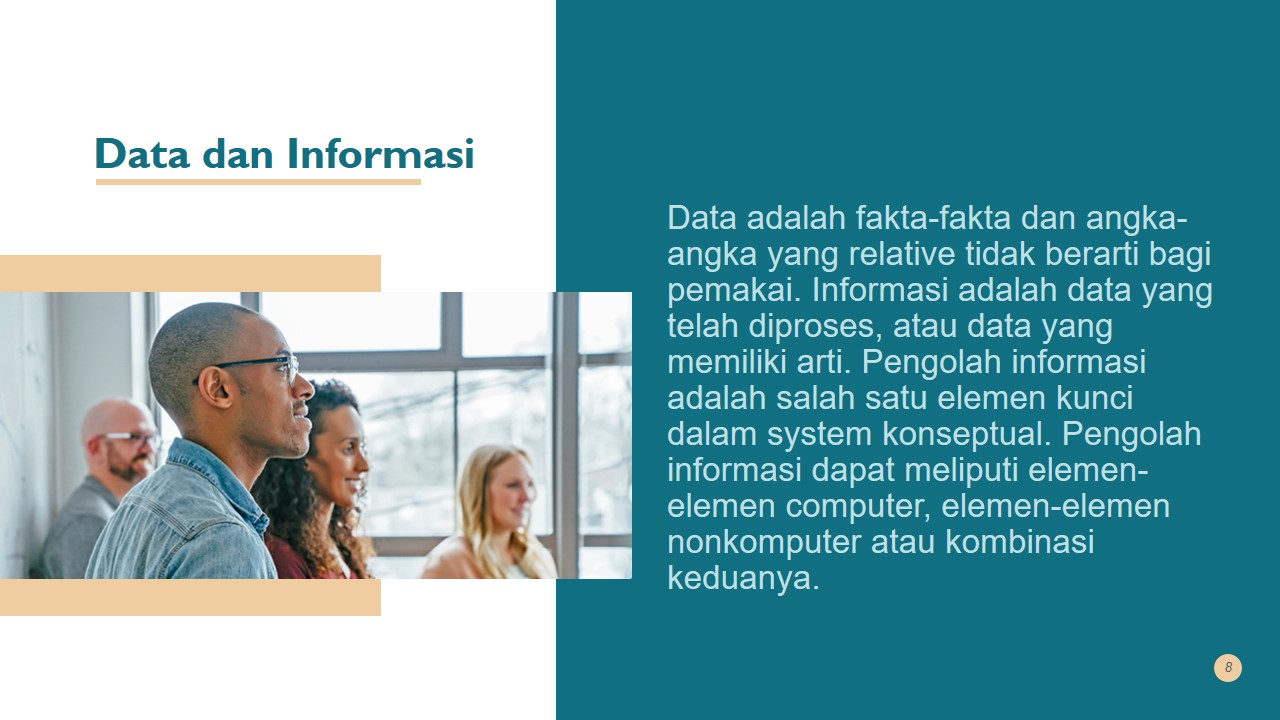 Data dan Informasi
Data adalah fakta-fakta dan angka-
angka yang relative tidak berarti bagi
pemakai. Informasi adalah data yang
telah diproses, atau data yang
memiliki arti. Pengolah informasi
adalah salah satu elemen kunci
dalam system konseptual. Pengolah
informasi dapat meliputi elemen-
elemen computer, elemen-elemen
nonkomputer atau kombinasi
keduanya.
8